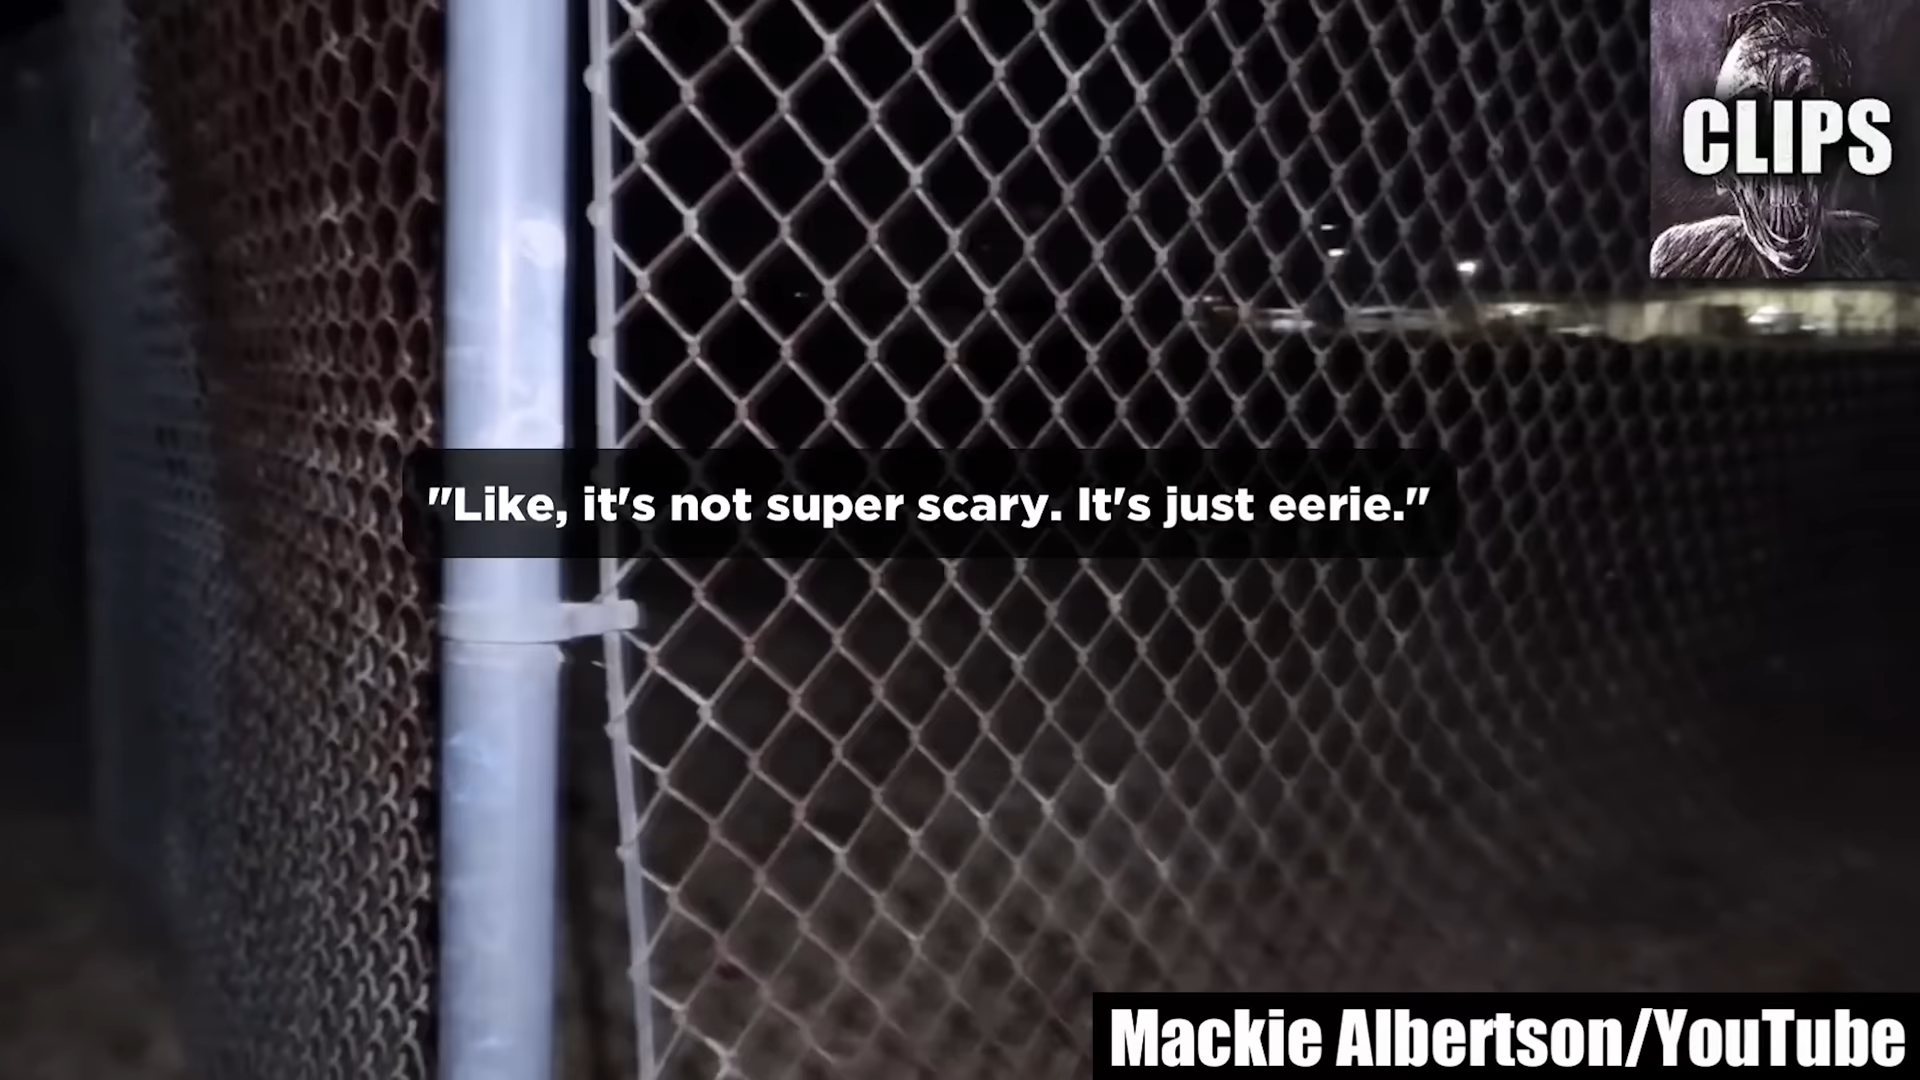 CLIPS
"Like, it's not super scary. It's just eerie."
Mackie Albertson/YouTube